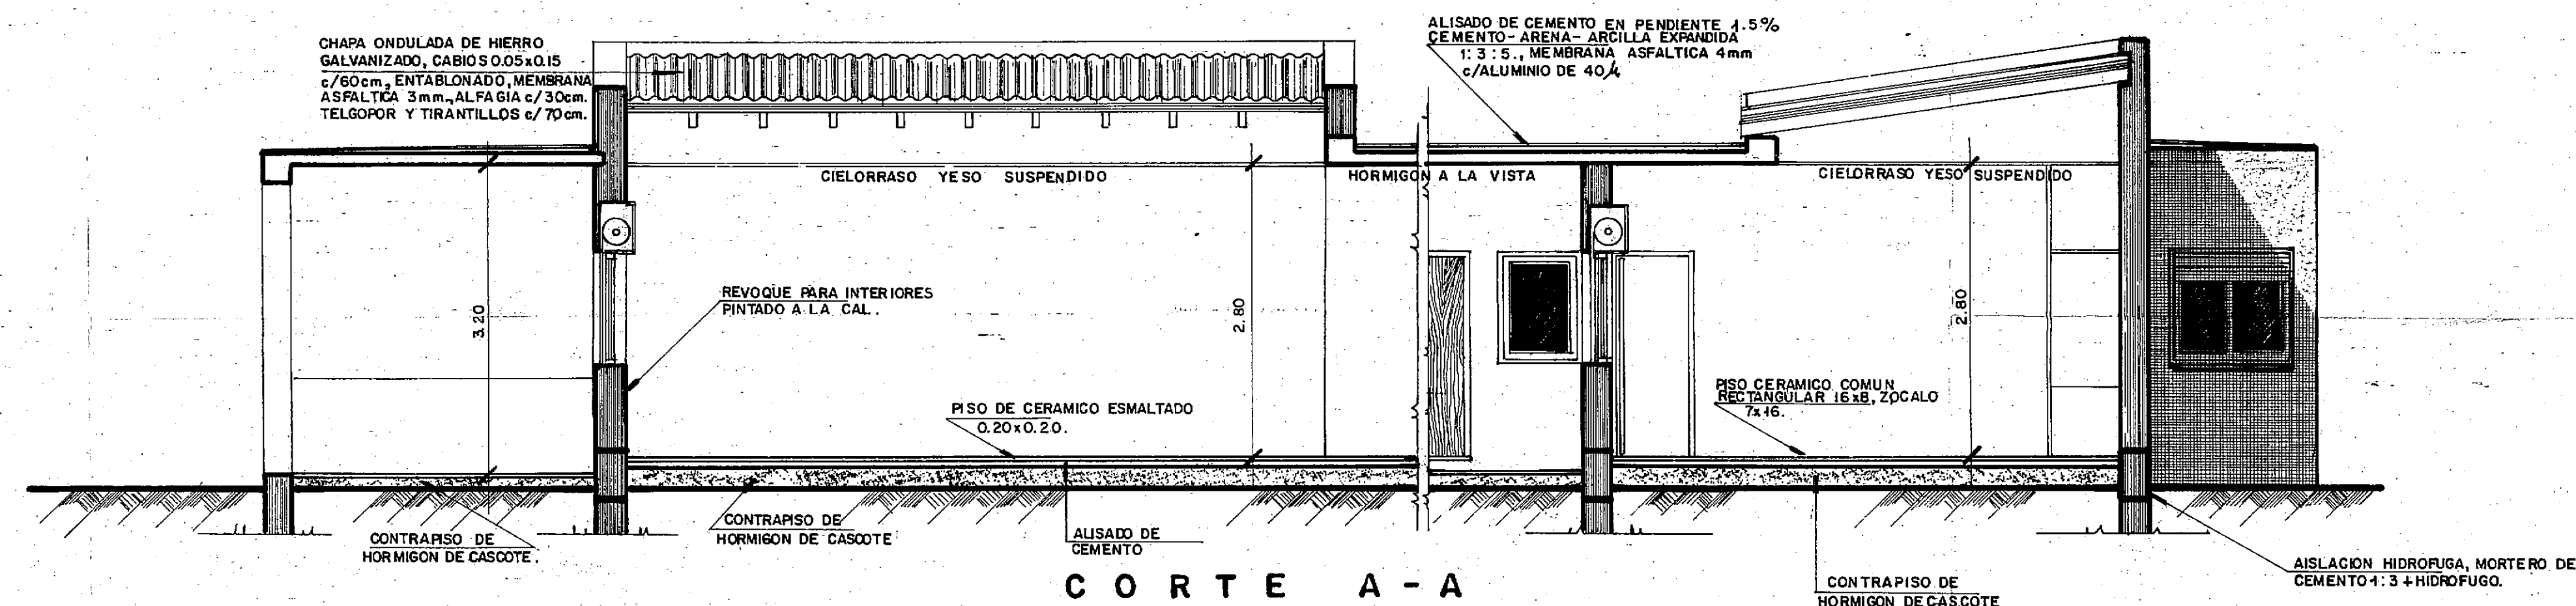 CHAPA ONDULADA DE HIERRO
GALVANIZADO, CABIOS 0.05x0.15
c/60cm, ENTABLONADO, MEMBRANA
ASFALTICA 3mm., ALFAGIA c/30cm.
TELGOPOR Y TIRANTILLOS c/70cm.
ALISADO DE CEMENTO EN PENDIENTE 1.5%
CEMENTO-ARENA-ARCILLA EXPANDIDA
1:3:5., MEMBRANA ASFALTICA 4mm
c/ALUMINIO DE 40μ
CIELORRASO YESO SUSPENDIDO
HORMIGON A LA VISTA
CIELORRASO YESO SUSPENDIDO
3.20
REVOQUE PARA INTERIORES
PINTADO A LA CAL.
2.80
2.80
PISO DE CERAMICO ESMALTADO
0.20x0.20.
PISO CERAMICO COMUN
RECTANGULAR 16x8, ZOCALO
7x16.
CONTRAPISO DE
HORMIGON DE CASCOTE.
CONTRAPISO DE
HORMIGON DE CASCOTE
ALISADO DE
CEMENTO
CONTRAPISO DE
HORMIGON DE CASCOTE
AISLACION HIDROFUGA, MORTERO DE
CEMENTO 1:3 + HIDROFUGO.
CORTE A-A